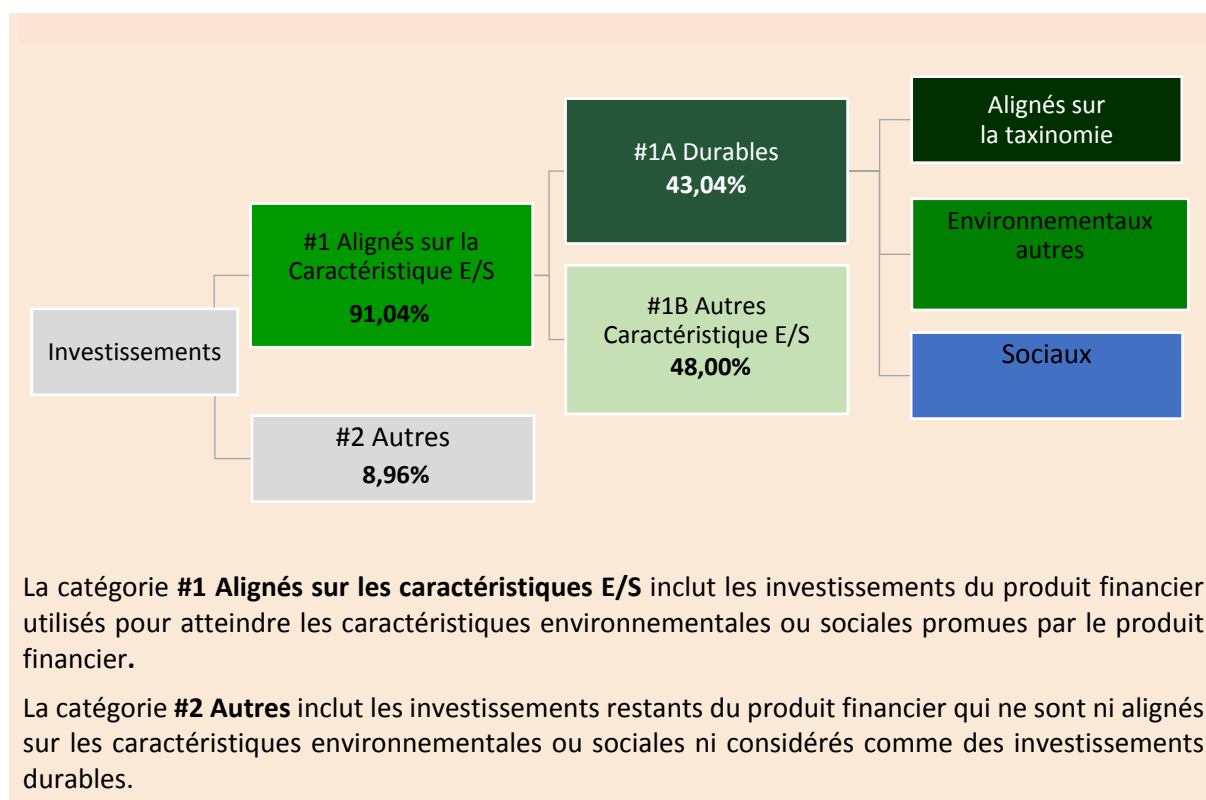 Alignés sur
la taxinomie
#1A Durables
43,04%
Environnementaux
autres
#1 Alignés sur la
Caractéristique E/S
91,04%
#1B Autres
Caractéristique E/S
48,00%
Investissements
Sociaux
#2 Autres
8,96%
La catégorie #1 Alignés sur les caractéristiques E/S inclut les investissements du produit financier
utilisés pour atteindre les caractéristiques environnementales ou sociales promues par le produit
financier.
La catégorie #2 Autres inclut les investissements restants du produit financier qui ne sont ni alignés
sur les caractéristiques environnementales ou sociales ni considérés comme des investissements
durables.